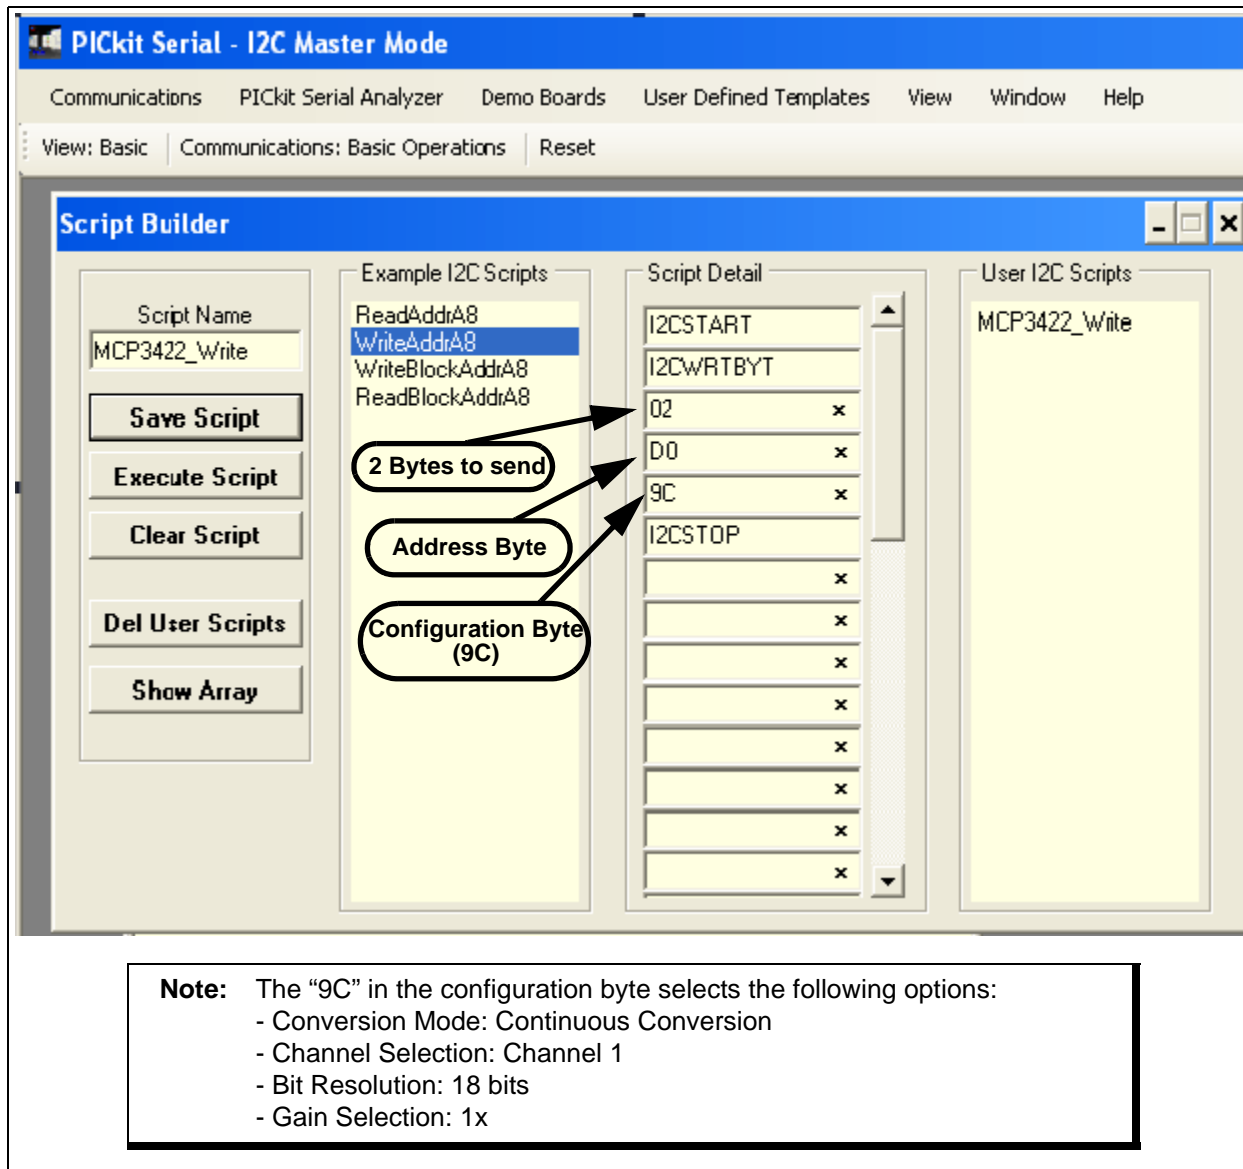 PICkit Serial - I2C Master Mode
Communications PICkit Serial Analyzer Demo Boards User Defined Templates View Window Help
View: Basic Communications: Basic Operations Reset
Script Builder
Script Name
MCP3422_Write
Save Script
Execute Script
Clear Script
Del User Scripts
Show Array
Example I2C Scripts
ReadAddrA8
WriteAddrA8
WriteBlockAddrA8
ReadBlockAddrA8
2 Bytes to send
Address Byte
Configuration Byte
(9C)
Script Detail
I2CSTART
I2CWRTBYT
02 x
D0 x
9C x
I2CSTOP
x
x
x
x
x
x
x
x
User I2C Scripts
MCP3422_Write
Note: The “9C” in the configuration byte selects the following options:
- Conversion Mode: Continuous Conversion
- Channel Selection: Channel 1
- Bit Resolution: 18 bits
- Gain Selection: 1x